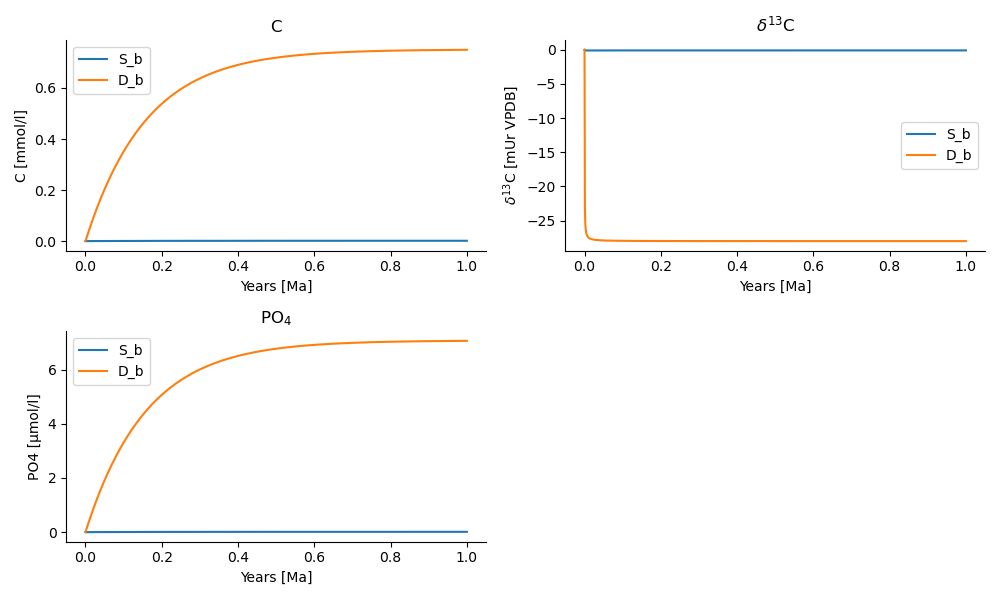 C
C [mmol/l]
S_b
D_b
0.6
0.4
0.2
0.0
0.0 0.2 0.4 0.6 0.8 1.0
Years [Ma]
δ¹³C
δ¹³C [mUr VPDB]
0
−5
−10
−15
−20
−25
S_b
D_b
0.0 0.2 0.4 0.6 0.8 1.0
Years [Ma]
PO₄
PO4 [μmol/l]
S_b
D_b
6
4
2
0
0.0 0.2 0.4 0.6 0.8 1.0
Years [Ma]